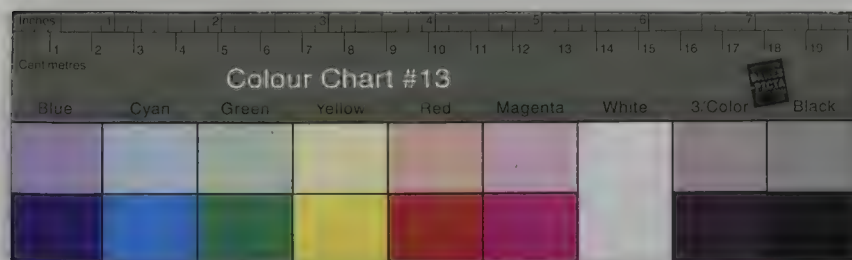 Inches 1 2 3 4 5 6 7 8
1 2 3 4 5 6 7 8 9 10 11 12 13 14 15 16 17 18 19
Centimetres
Colour Chart #13
Blue Cyan Green Yellow Red Magenta White 3/Color Black